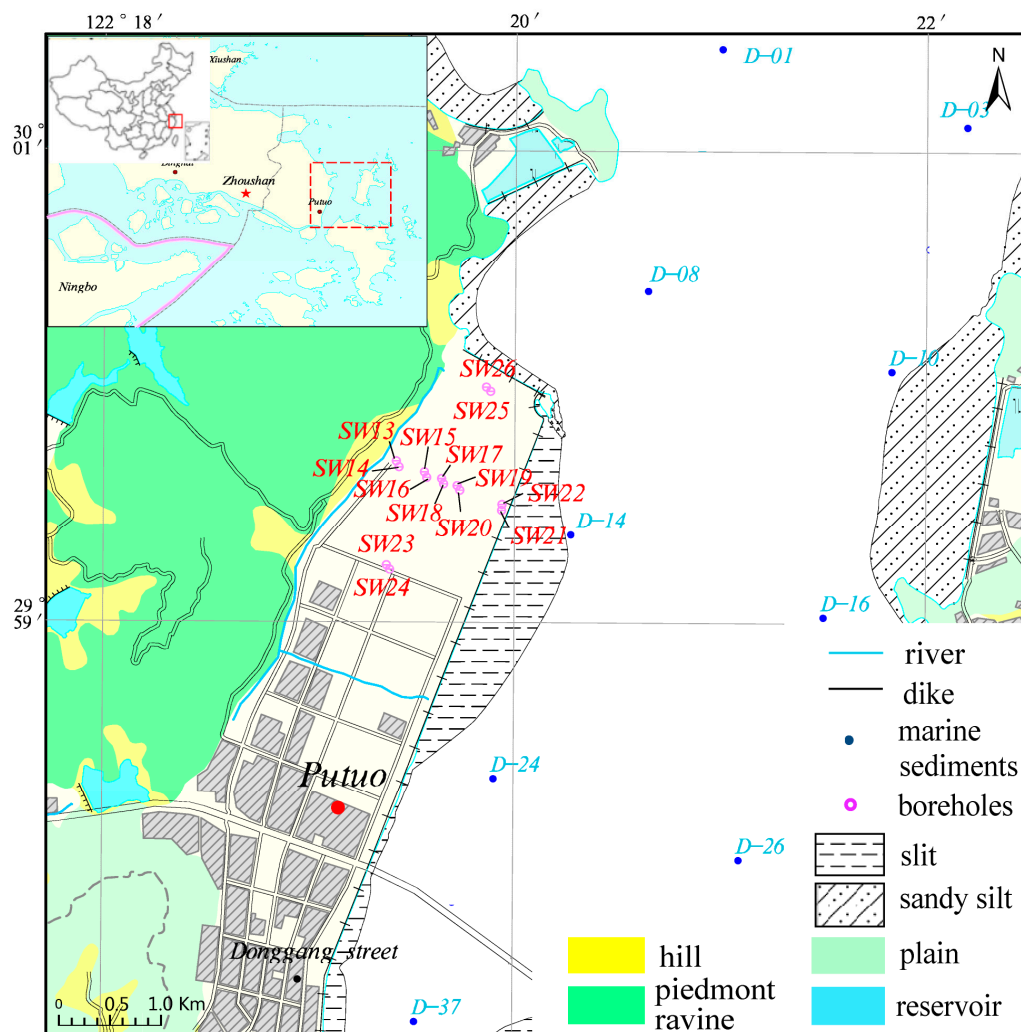 122 ° 18 ′
20 ′
22 ′
30 °
01 ′
29 °
59 ′
N
Xiushan
Zhoushan
Putuo
Ningbo
D-01
D-03
D-08
D-10
SW26
SW25
SW13
SW15
SW17
SW14
SW19
SW22
SW16
SW18
SW20
SW21
D-14
SW23
SW24
D-16
Putuo
D-24
D-26
Donggang street
D-37
0 0.5 1.0 Km
river
dike
marine
sediments
boreholes
slit
sandy silt
hill
plain
piedmont
ravine
reservoir